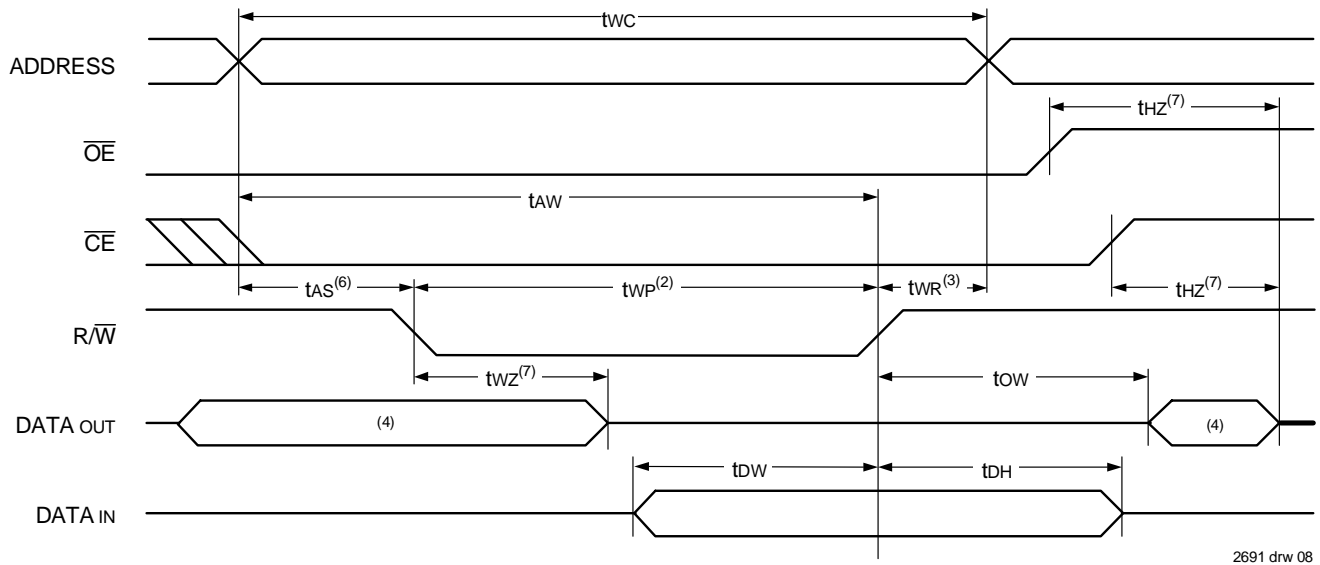 tWC
ADDRESS
tHZ(7)
OE
tAW
CE
tAS(6) tWP(2) tWR(3) tHZ(7)
R/W
tWZ(7) tOW
DATA OUT (4) (4)
tDW tDH
DATA IN
2691 drw 08